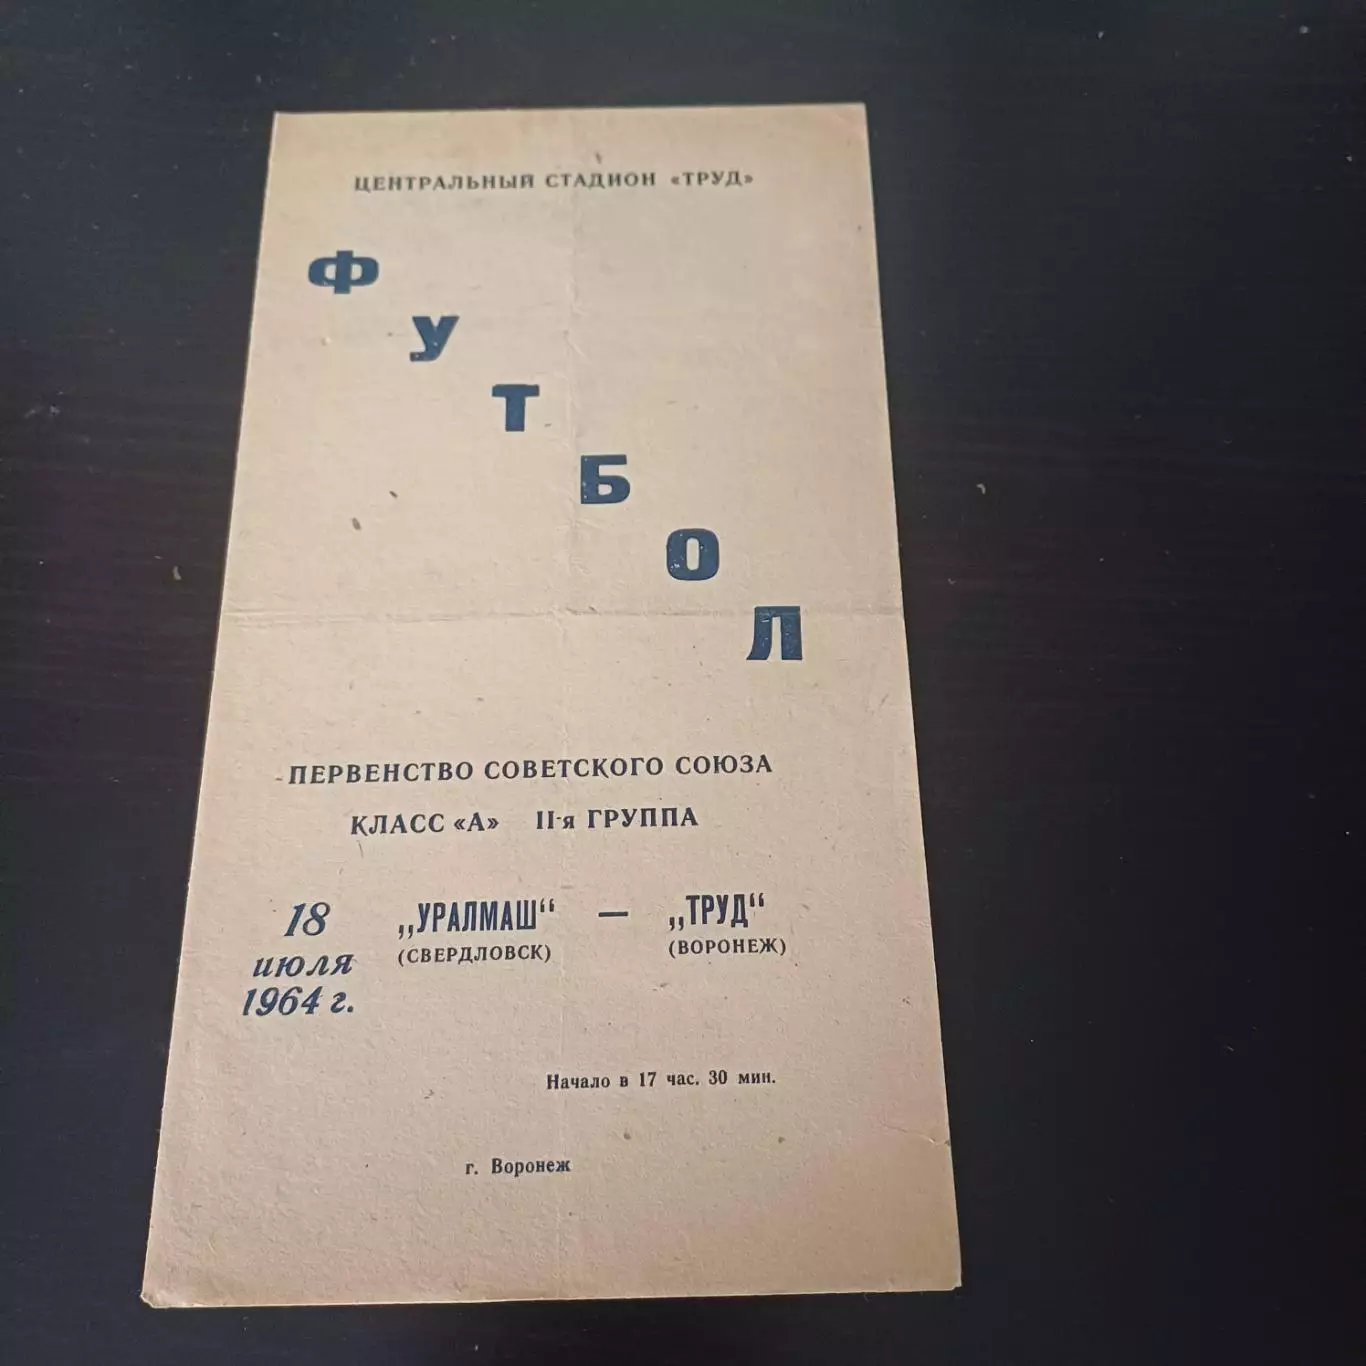 ЦЕНТРАЛЬНЫЙ СТАДИОН «ТРУД»
ФУТБОЛ
ПЕРВЕНСТВО СОВЕТСКОГО СОЮЗА
КЛАСС «А» II-я ГРУППА
18 июля 1964 г.
„УРАЛМАШ“ — „ТРУД“
(СВЕРДЛОВСК) (ВОРОНЕЖ)
Начало в 17 час. 30 мин.
г. Воронеж